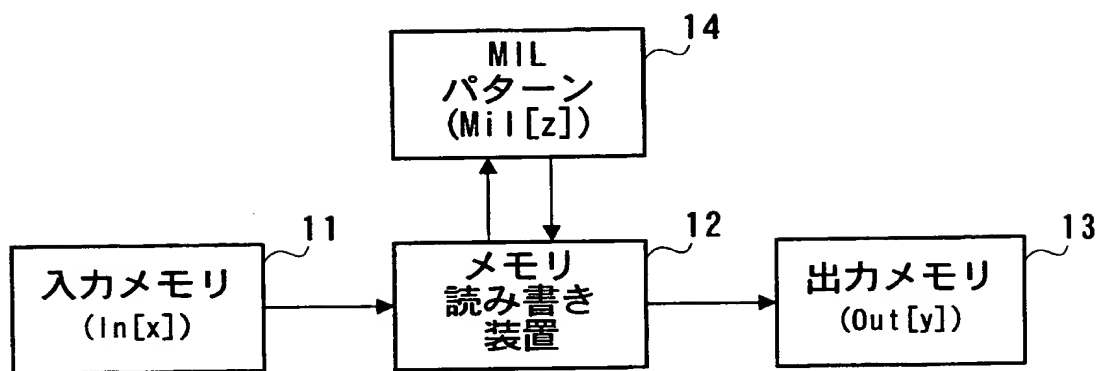 14
MIL
パターン
(Mil[z])
11
入力メモリ
(In[x])
12
メモリ
読み書き
装置
13
出力メモリ
(Out[y])